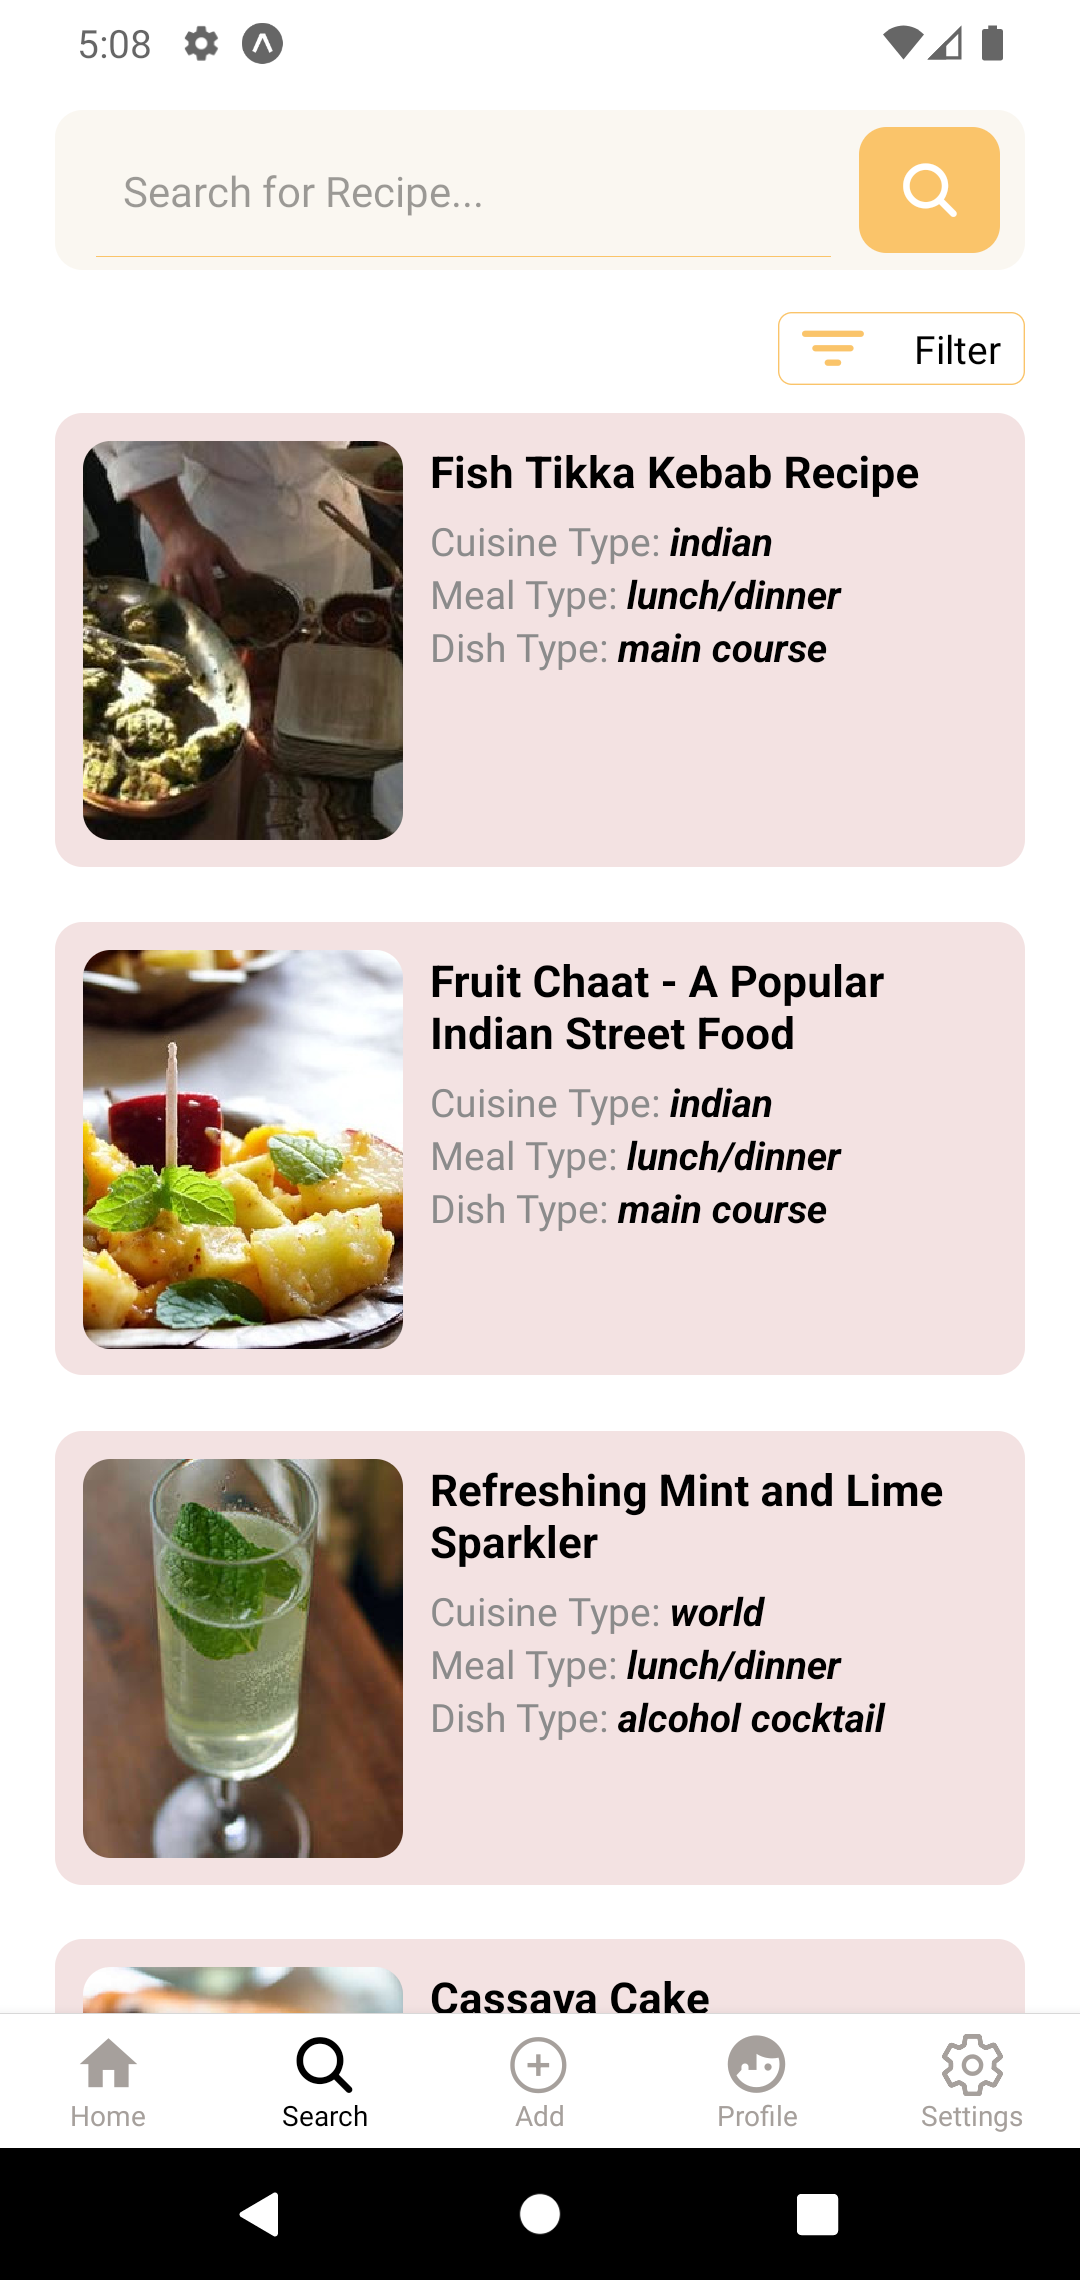 5:08
Search for Recipe...
Filter
Fish Tikka Kebab Recipe
Cuisine Type: indian
Meal Type: lunch/dinner
Dish Type: main course
Fruit Chaat - A Popular
Indian Street Food
Cuisine Type: indian
Meal Type: lunch/dinner
Dish Type: main course
Refreshing Mint and Lime
Sparkler
Cuisine Type: world
Meal Type: lunch/dinner
Dish Type: alcohol cocktail
Cassava Cake
Home Search Add Profile Settings